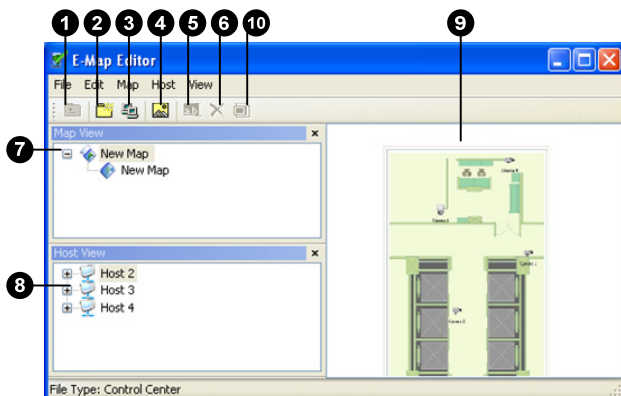 1 2 3 4 5 6 10 9
E-Map Editor
File Edit Map Host View
Map View
7
New Map
New Map
Host View
8
Host 2
Host 3
Host 4
File Type: Control Center